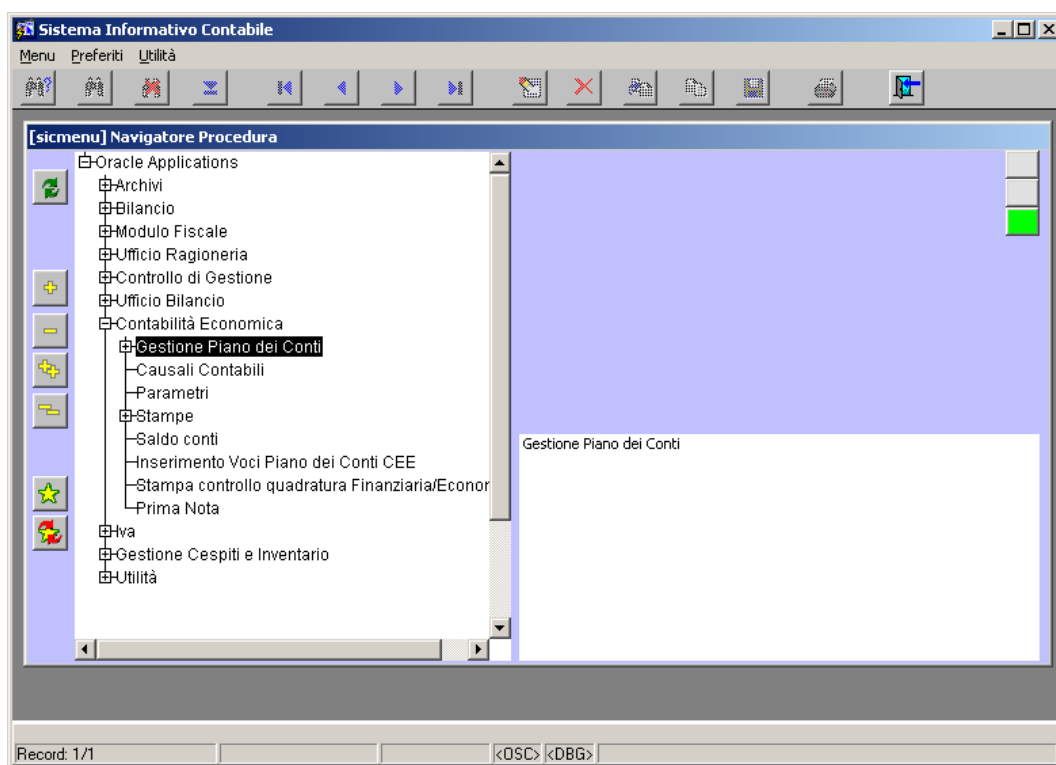 Sistema Informativo Contabile
Menu Preferiti Utilità
[sicmenu] Navigatore Procedura
Oracle Applications
Archivi
Bilancio
Modulo Fiscale
Ufficio Ragioneria
Controllo di Gestione
Ufficio Bilancio
Contabilità Economica
Gestione Piano dei Conti
Causali Contabili
Parametri
Stampe
Saldo conti
Inserimento Voci Piano dei Conti CEE
Stampa controllo quadratura Finanziaria/Econor
Prima Nota
Iva
Gestione Cespiti e Inventario
Utilità
Gestione Piano dei Conti
Record: 1/1 <OSC> <DBG>